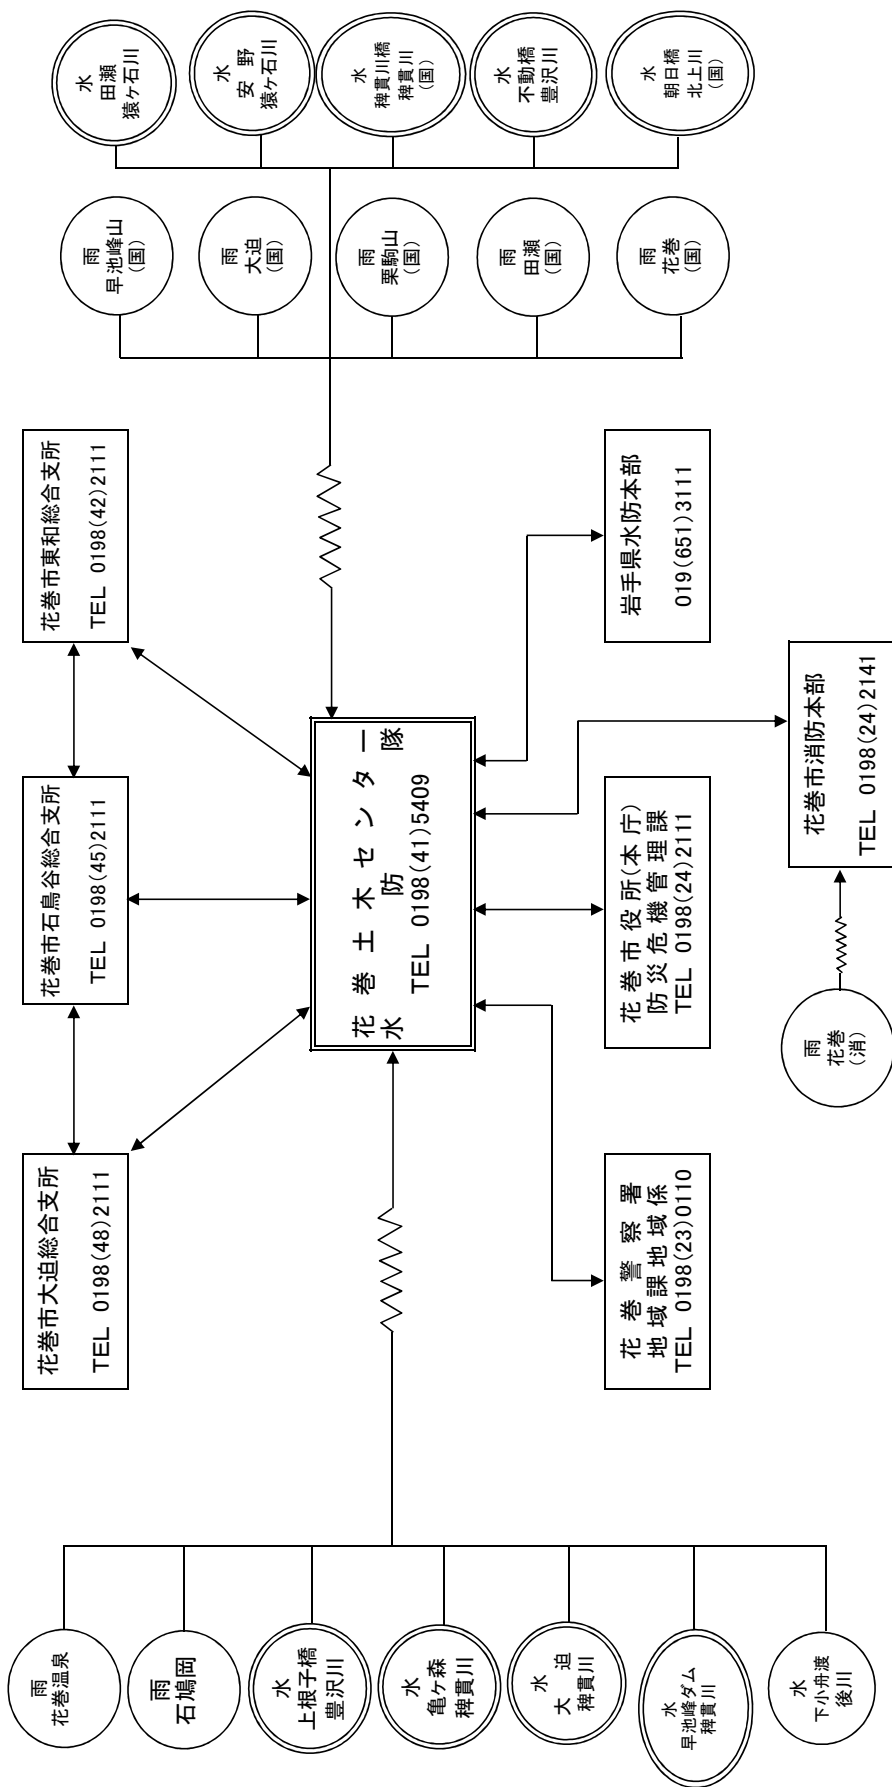 雨
花巻温泉
雨
石鳩岡
水
上根子橋
豊沢川
水
亀ヶ森
稗貫川
水
大　迫
稗貫川
水
早池峰ダム
稗貫川
水
下小舟渡
後川
花巻市大迫総合支所
TEL 0198(48)2111
花巻市石鳥谷総合支所
TEL 0198(45)2111
花巻市東和総合支所
TEL 0198(42)2111
花巻土木センター
水防隊
TEL 0198(41)5409
花巻警察署
地域課地域係
TEL 0198(23)0110
花巻市役所(本庁)
防災危機管理課
TEL 0198(24)2111
岩手県水防本部
019(651)3111
雨
花巻
(消)
花巻市消防本部
TEL 0198(24)2141
雨
早池峰山
(国)
雨
大迫
(国)
雨
栗駒山
(国)
雨
田瀬
(国)
雨
花巻
(国)
水
田瀬
猿ヶ石川
水
安　野
猿ヶ石川
水
稗貫川橋
稗貫川
(国)
水
不動橋
豊沢川
水
朝日橋
北上川
(国)